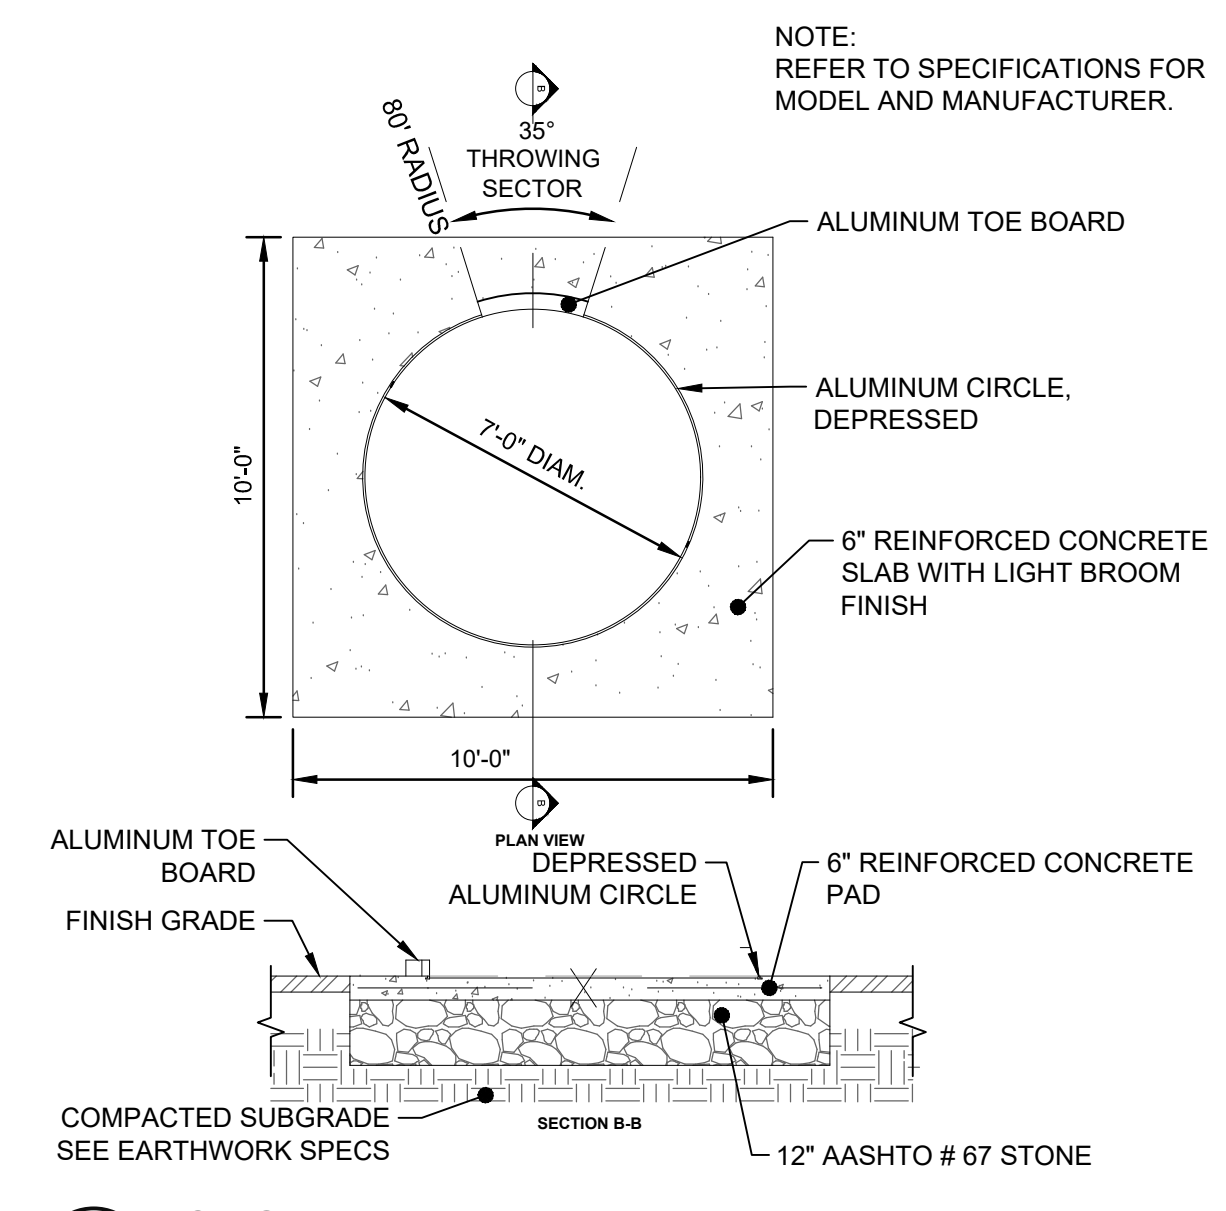 NOTE:
REFER TO SPECIFICATIONS FOR
MODEL AND MANUFACTURER.
B
35°
THROWING
SECTOR
80' RADIUS
ALUMINUM TOE BOARD
ALUMINUM CIRCLE,
DEPRESSED
7'-0" DIAM.
10'-0"
6" REINFORCED CONCRETE
SLAB WITH LIGHT BROOM
FINISH
10'-0"
B
PLAN VIEW
ALUMINUM TOE
BOARD
FINISH GRADE
DEPRESSED
ALUMINUM CIRCLE
6" REINFORCED CONCRETE
PAD
COMPACTED SUBGRADE
SEE EARTHWORK SPECS
SECTION B-B
12" AASHTO # 67 STONE